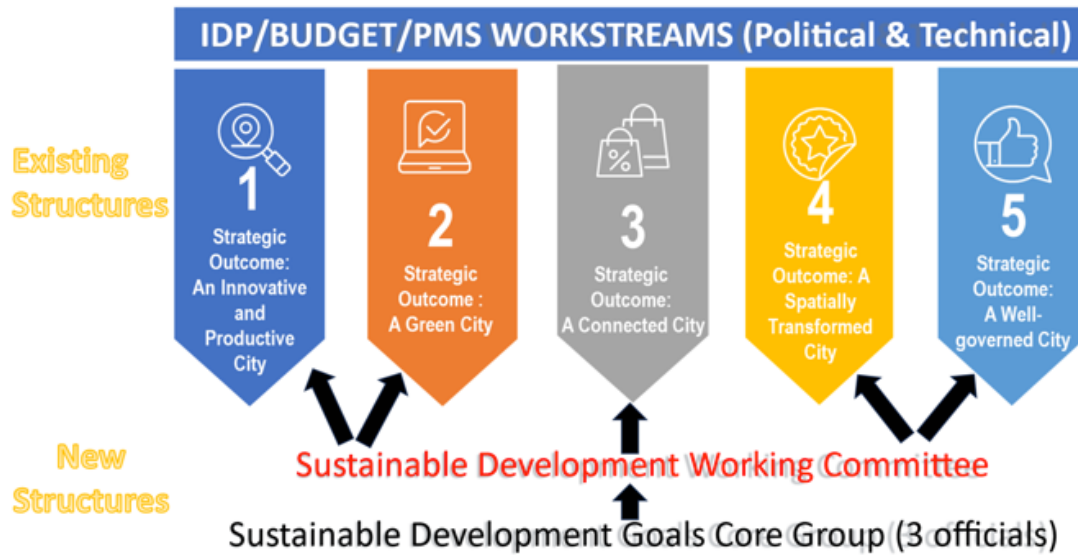 IDP/BUDGET/PMS WORKSTREAMS (Political & Technical)
Existing
Structures
1
Strategic
Outcome:
An Innovative
and
Productive
City
2
Strategic
Outcome :
A Green City
%
3
Strategic
Outcome:
A Connected City
4
Strategic
Outcome: A
Spatially
Transformed
City
5
Strategic
Outcome:
A Well-
governed City
New
Structures
Sustainable Development Working Committee
Sustainable Development Goals Core Group (3 officials)